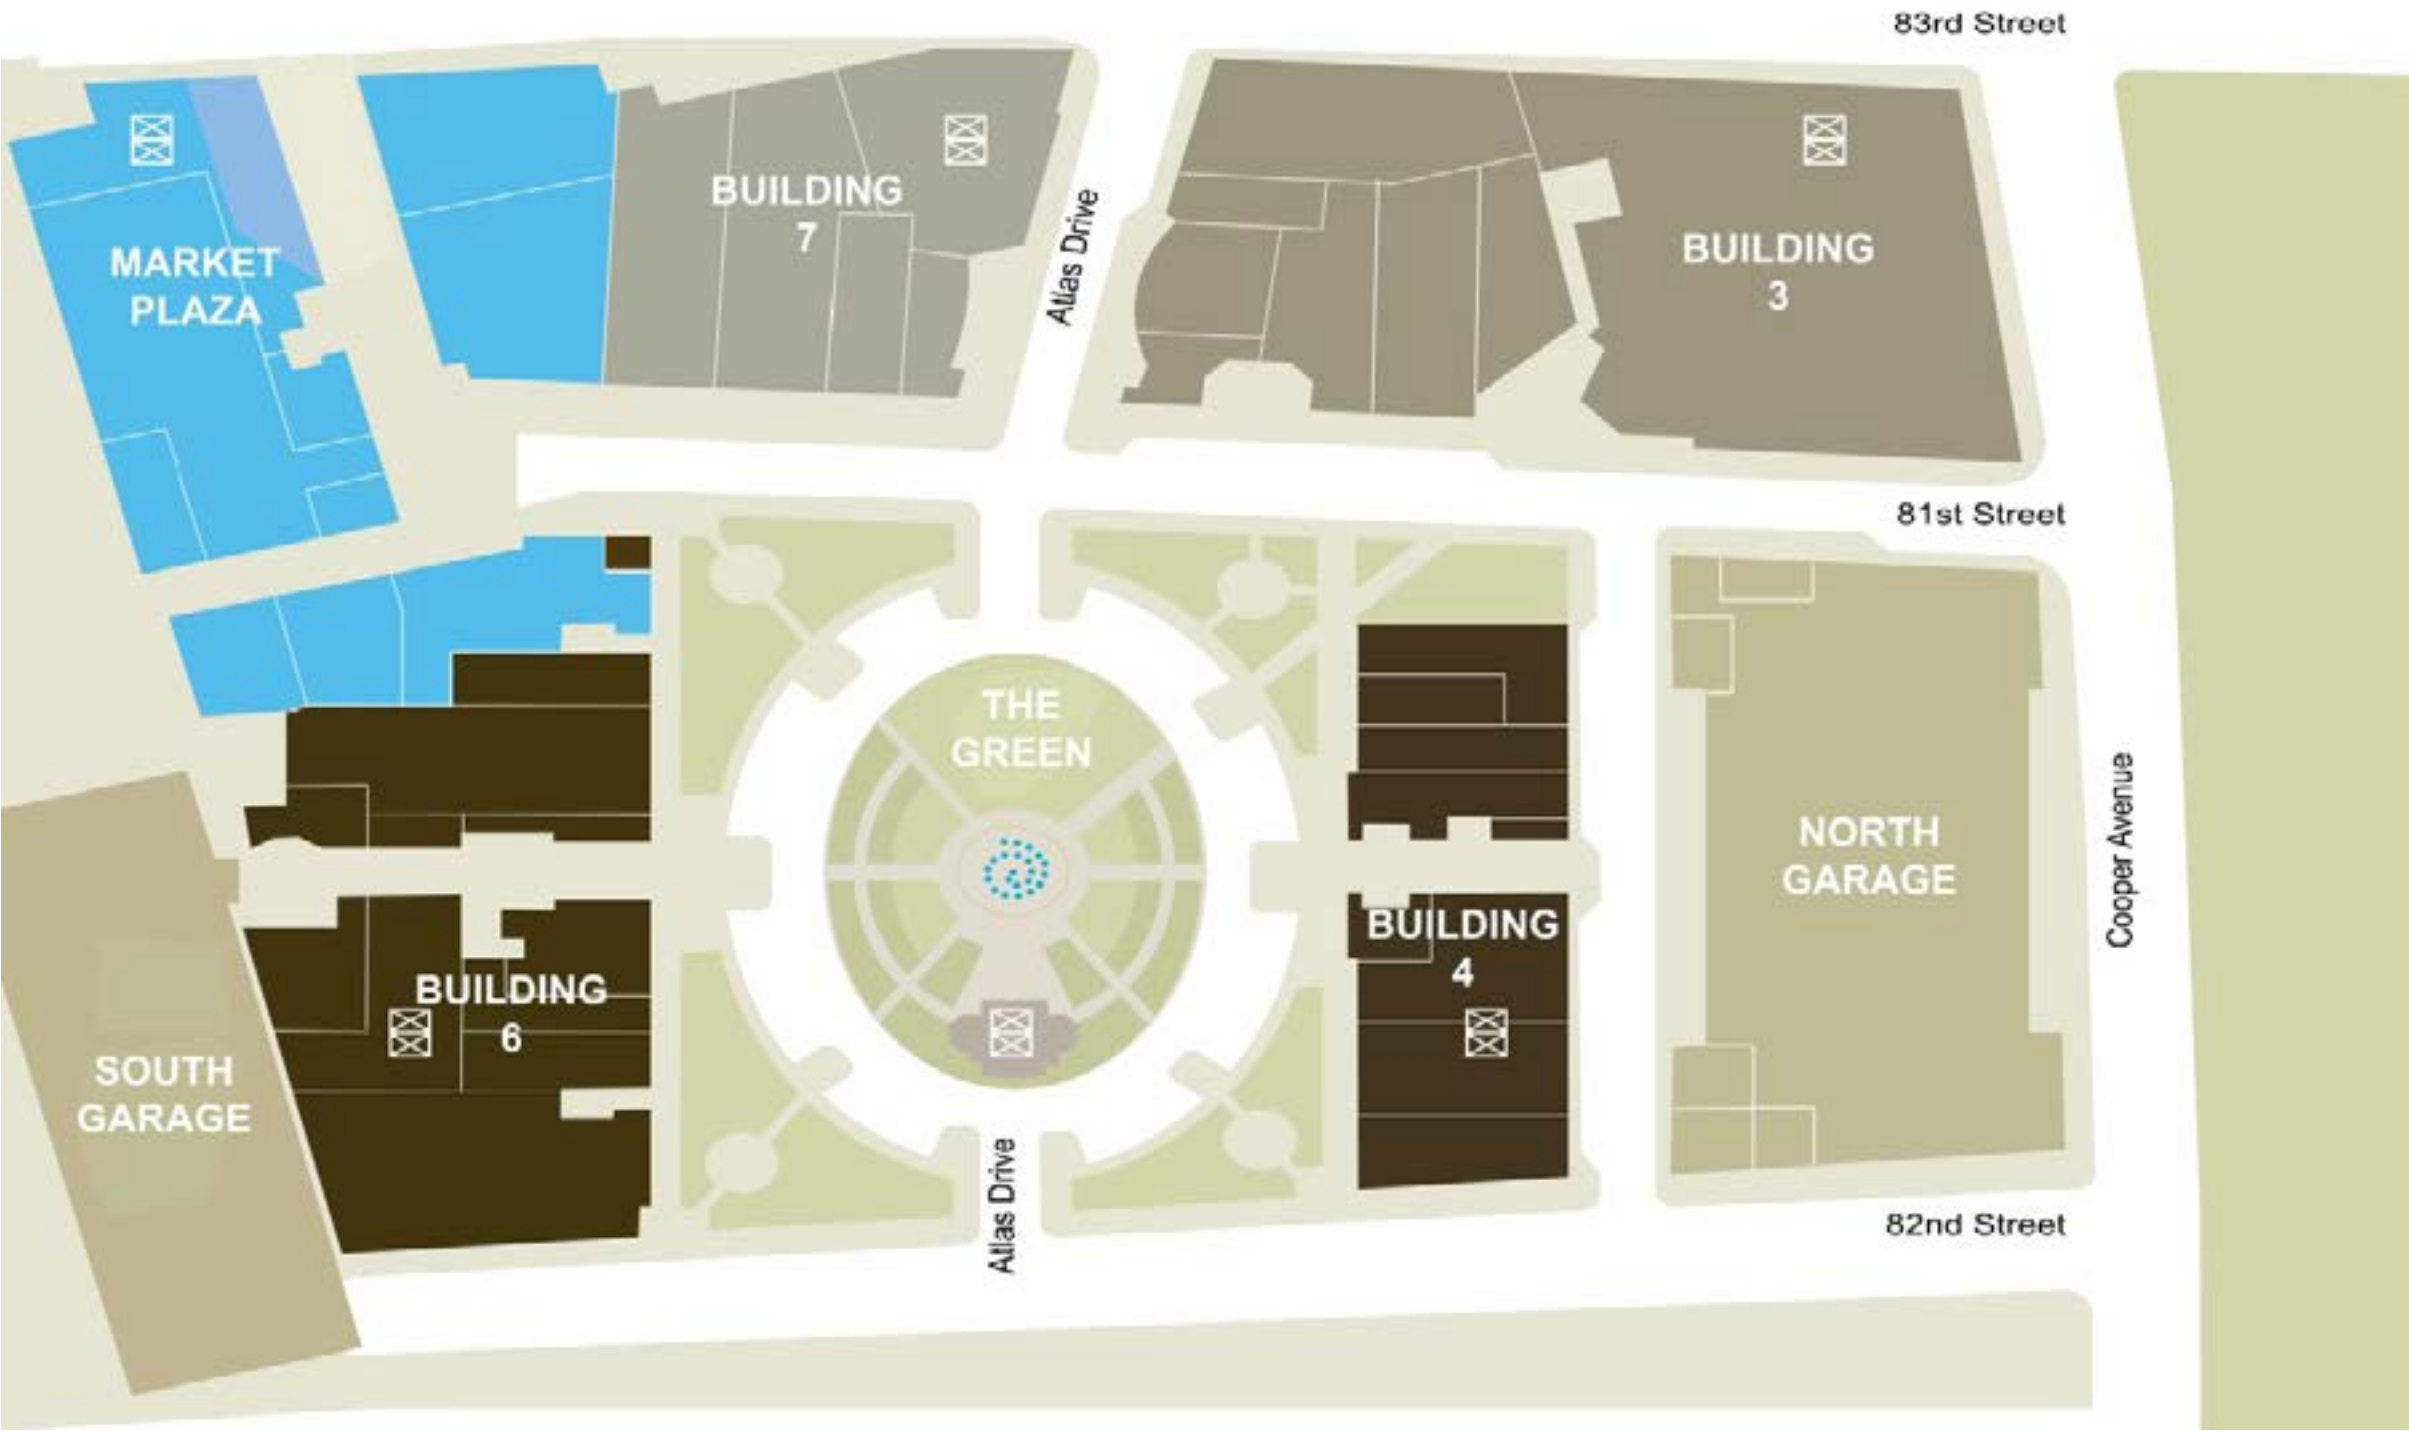 83rd Street
BUILDING
7
Atlas Drive
BUILDING
3
MARKET
PLAZA
81st Street
THE
GREEN
NORTH
GARAGE
Cooper Avenue
BUILDING
4
BUILDING
6
SOUTH
GARAGE
Atlas Drive
82nd Street